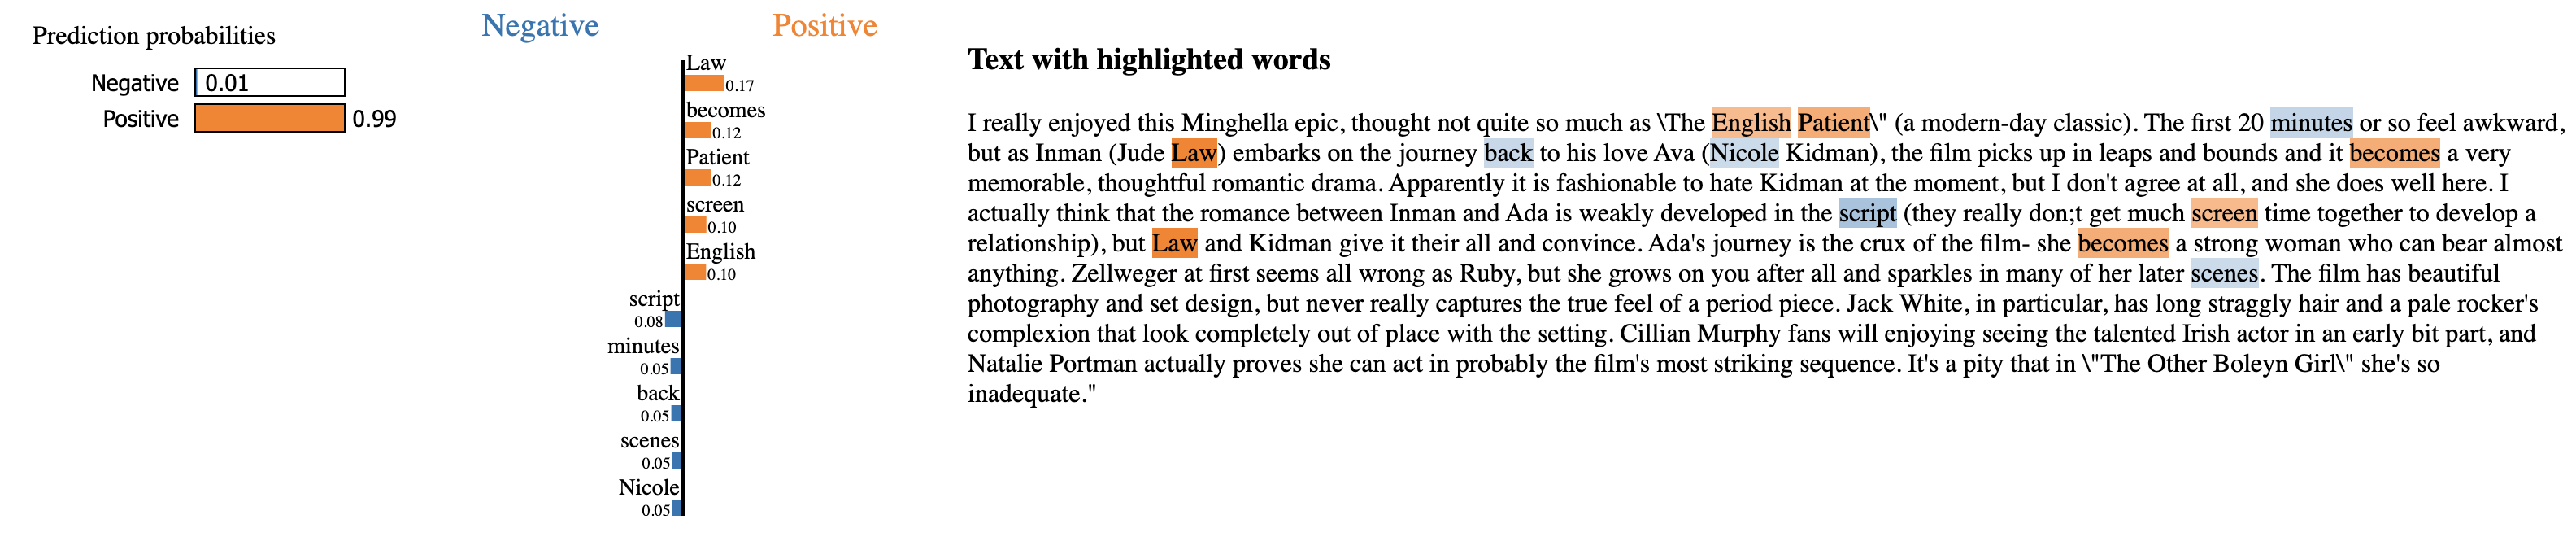 Prediction probabilities
Negative 0.01
Positive 0.99
Negative Positive
Law
0.17
becomes
0.12
Patient
0.12
screen
0.10
English
0.10
script
0.08
minutes
0.05
back
0.05
scenes
0.05
Nicole
0.05
Text with highlighted words
I really enjoyed this Minghella epic, thought not quite so much as \The English Patient\" (a modern-day classic). The first 20 minutes or so feel awkward,
but as Inman (Jude Law) embarks on the journey back to his love Ava (Nicole Kidman), the film picks up in leaps and bounds and it becomes a very
memorable, thoughtful romantic drama. Apparently it is fashionable to hate Kidman at the moment, but I don't agree at all, and she does well here. I
actually think that the romance between Inman and Ada is weakly developed in the script (they really don;t get much screen time together to develop a
relationship), but Law and Kidman give it their all and convince. Ada's journey is the crux of the film- she becomes a strong woman who can bear almost
anything. Zellweger at first seems all wrong as Ruby, but she grows on you after all and sparkles in many of her later scenes. The film has beautiful
photography and set design, but never really captures the true feel of a period piece. Jack White, in particular, has long straggly hair and a pale rocker's
complexion that look completely out of place with the setting. Cillian Murphy fans will enjoying seeing the talented Irish actor in an early bit part, and
Natalie Portman actually proves she can act in probably the film's most striking sequence. It's a pity that in \"The Other Boleyn Girl\" she's so
inadequate."